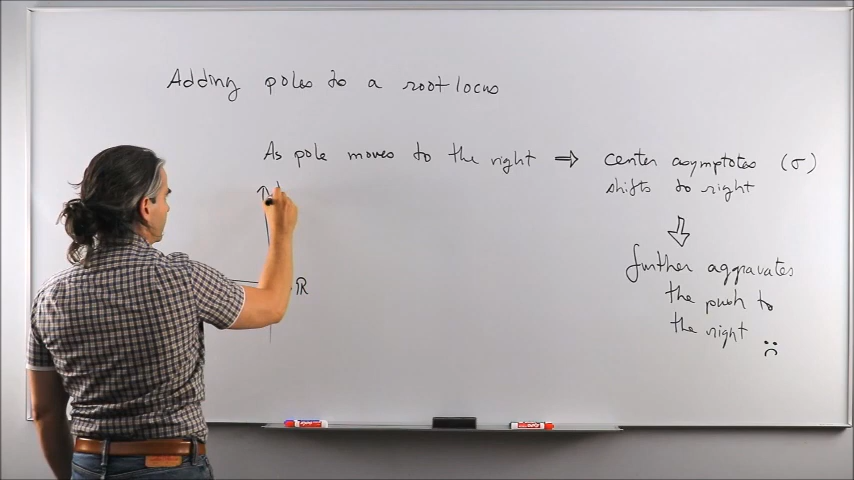 Adding poles to a root locus
As pole moves to the right ⇒ center asymptotes (σ)
shifts to right
⇓
further aggravates
the push to
the right ☹
ℝ